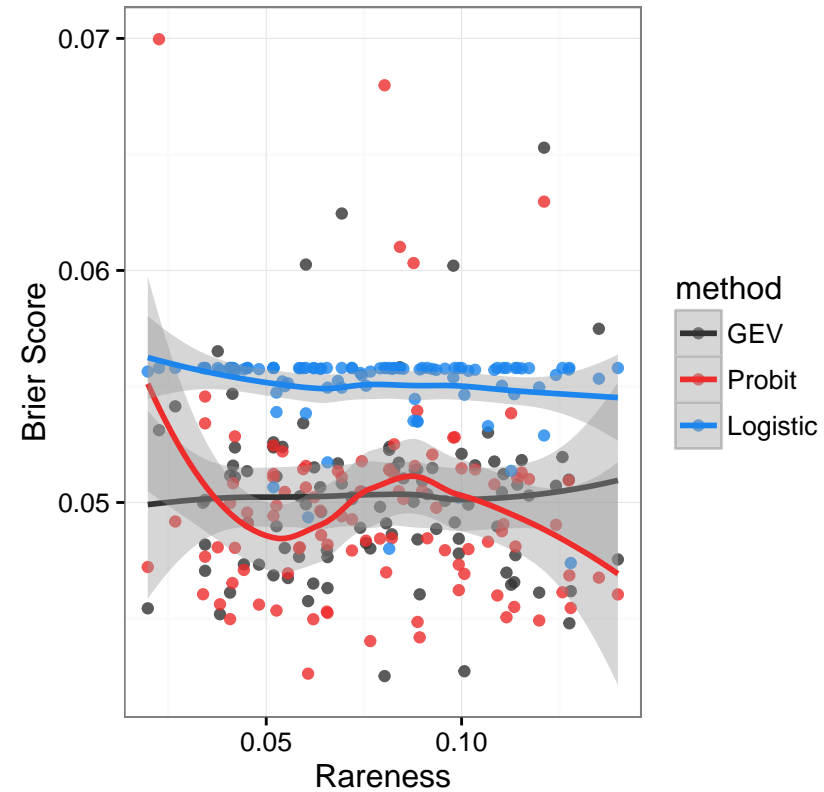 0.07
0.06
0.05
Brier Score
0.05
0.10
Rareness
method
GEV
Probit
Logistic